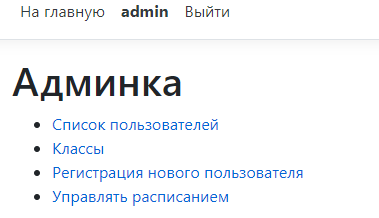 На главную admin Выйти
Админка
Список пользователей
Классы
Регистрация нового пользователя
Управлять расписанием